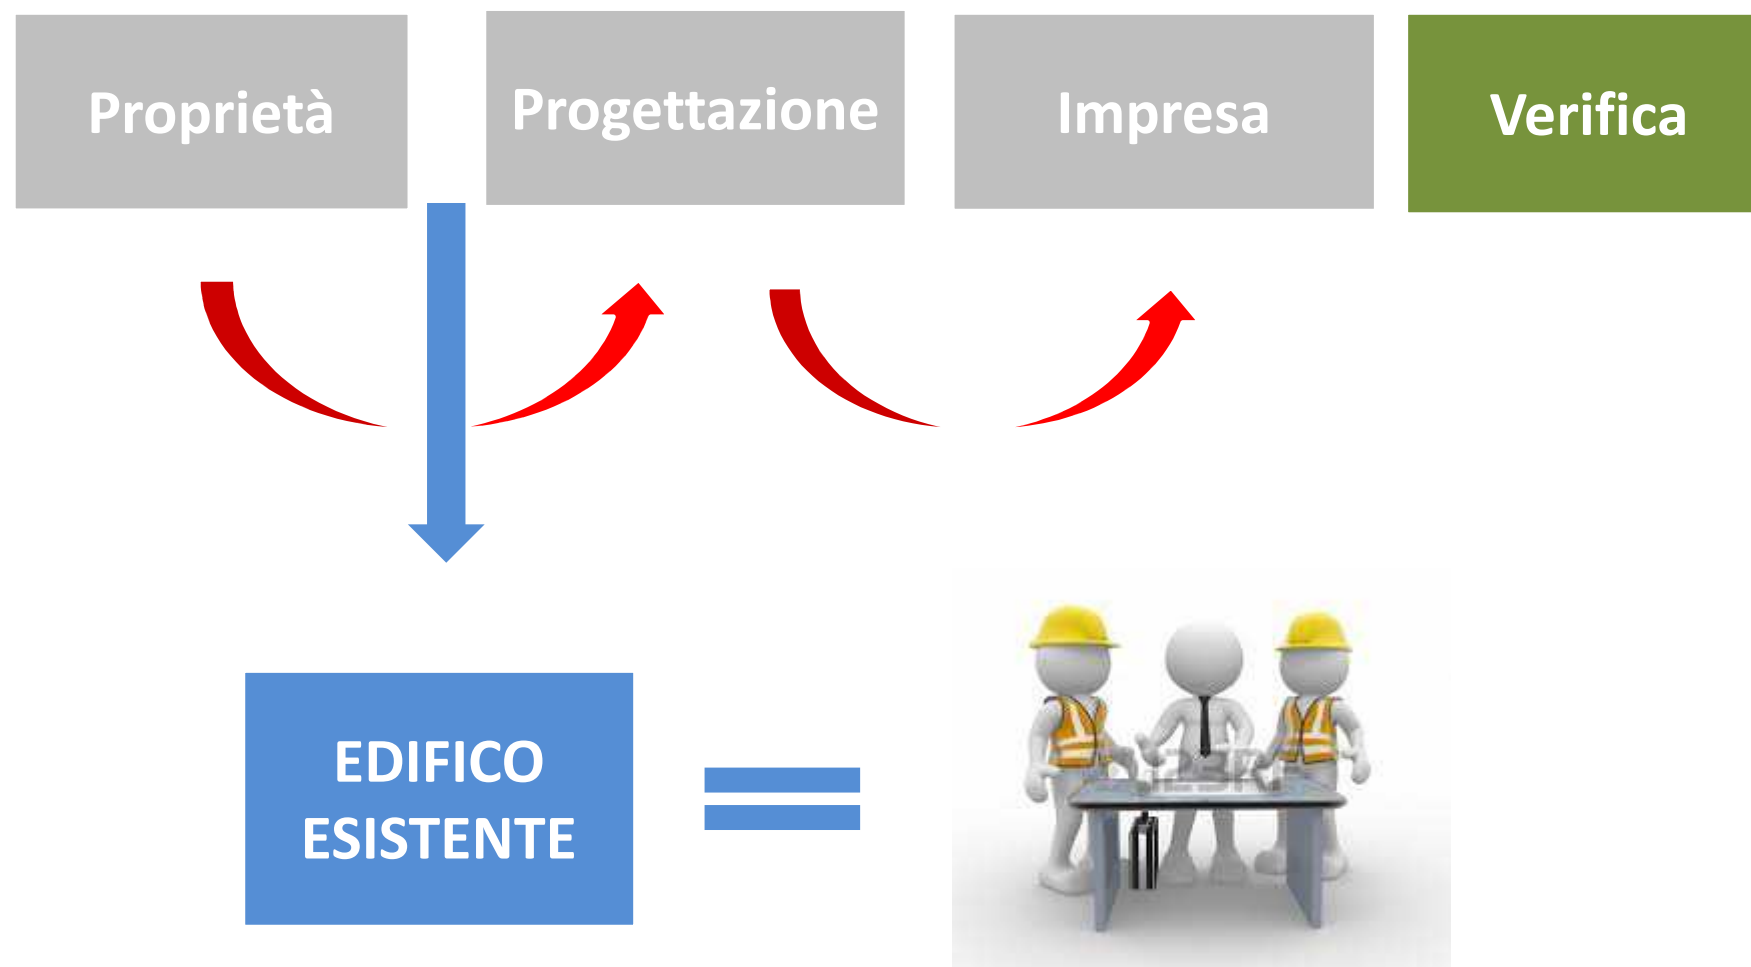 Proprietà
Progettazione
Impresa
Verifica
EDIFICO
ESISTENTE